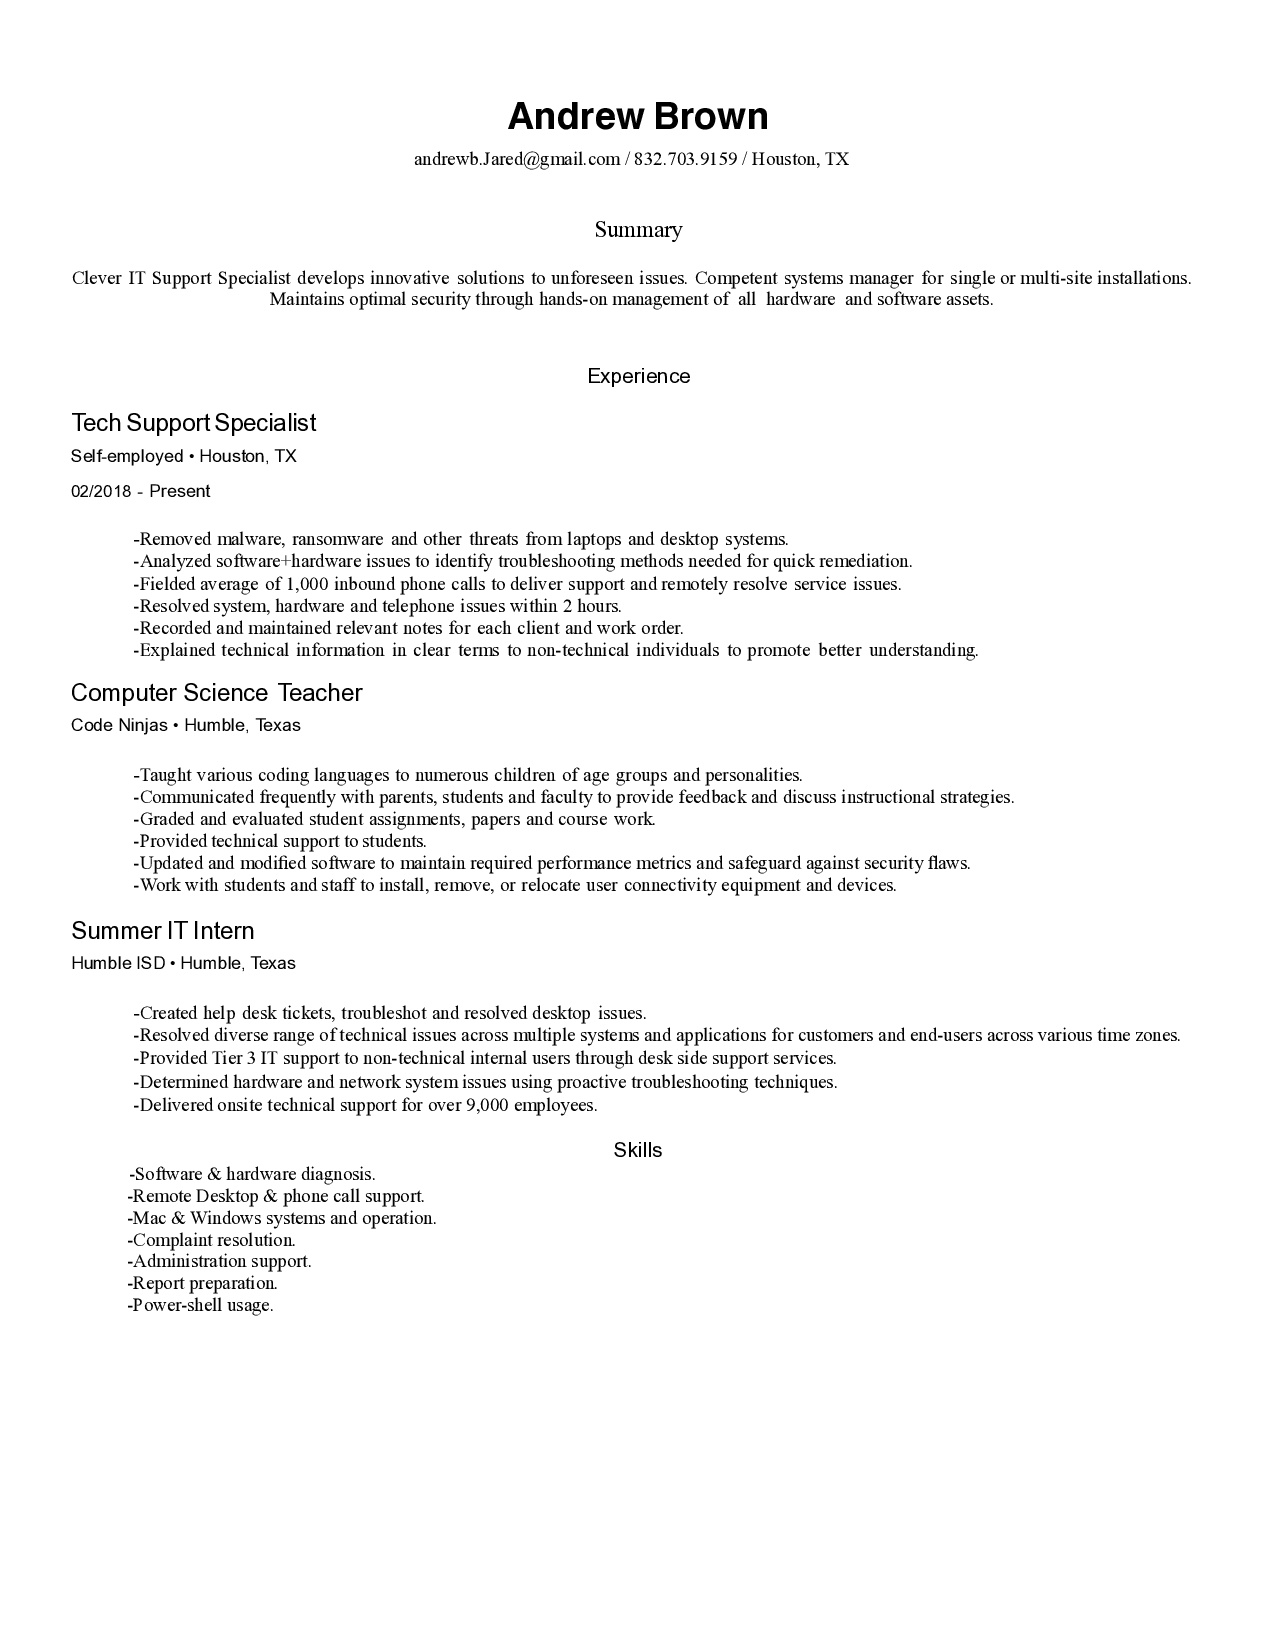 Andrew Brown
andrewb.Jared@gmail.com / 832.703.9159 / Houston, TX
Summary
Clever IT Support Specialist develops innovative solutions to unforeseen issues. Competent systems manager for single or multi-site installations.
Maintains optimal security through hands-on management of all hardware and software assets.
Experience
Tech Support Specialist
Self-employed • Houston, TX
02/2018 - Present
-Removed malware, ransomware and other threats from laptops and desktop systems.
-Analyzed software+hardware issues to identify troubleshooting methods needed for quick remediation.
-Fielded average of 1,000 inbound phone calls to deliver support and remotely resolve service issues.
-Resolved system, hardware and telephone issues within 2 hours.
-Recorded and maintained relevant notes for each client and work order.
-Explained technical information in clear terms to non-technical individuals to promote better understanding.
Computer Science Teacher
Code Ninjas • Humble, Texas
-Taught various coding languages to numerous children of age groups and personalities.
-Communicated frequently with parents, students and faculty to provide feedback and discuss instructional strategies.
-Graded and evaluated student assignments, papers and course work.
-Provided technical support to students.
-Updated and modified software to maintain required performance metrics and safeguard against security flaws.
-Work with students and staff to install, remove, or relocate user connectivity equipment and devices.
Summer IT Intern
Humble ISD • Humble, Texas
-Created help desk tickets, troubleshot and resolved desktop issues.
-Resolved diverse range of technical issues across multiple systems and applications for customers and end-users across various time zones.
-Provided Tier 3 IT support to non-technical internal users through desk side support services.
-Determined hardware and network system issues using proactive troubleshooting techniques.
-Delivered onsite technical support for over 9,000 employees.
Skills
-Software & hardware diagnosis.
-Remote Desktop & phone call support.
-Mac & Windows systems and operation.
-Complaint resolution.
-Administration support.
-Report preparation.
-Power-shell usage.